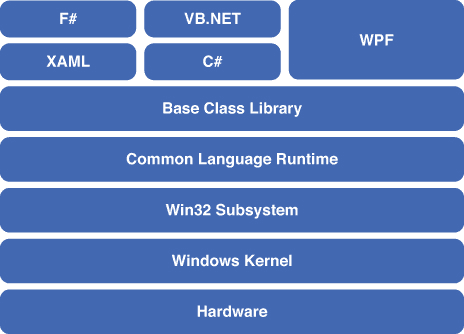 F#
VB.NET
WPF
XAML
C#
Base Class Library
Common Language Runtime
Win32 Subsystem
Windows Kernel
Hardware